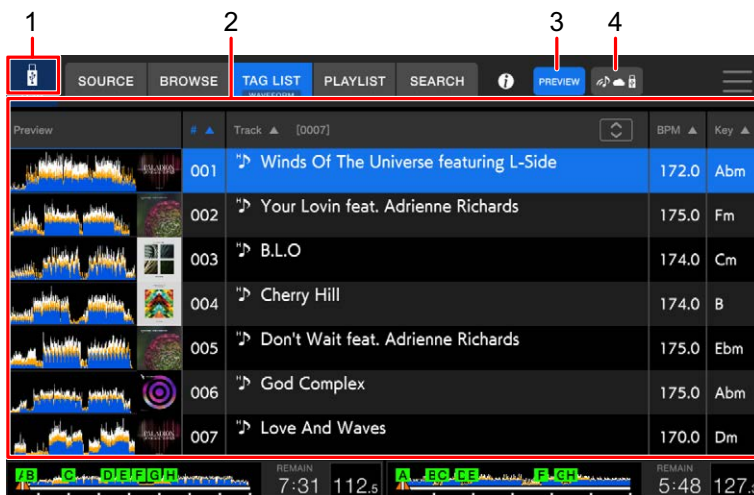 1 2 3 4
SOURCE BROWSE TAG LIST PLAYLIST SEARCH i PREVIEW
WAVEFORM
Preview # ▲ Track ▲ [0007] BPM ▲ Key ▲
001 Winds Of The Universe featuring L-Side 172.0 Abm
002 Your Lovin feat. Adrienne Richards 175.0 Fm
003 B.L.O 174.0 Cm
004 Cherry Hill 174.0 B
005 Don't Wait feat. Adrienne Richards 175.0 Ebm
006 God Complex 175.0 Abm
007 Love And Waves 170.0 Dm
B C D E F G H REMAIN A E C D E F G H REMAIN
7:31 112.5 5:48 127